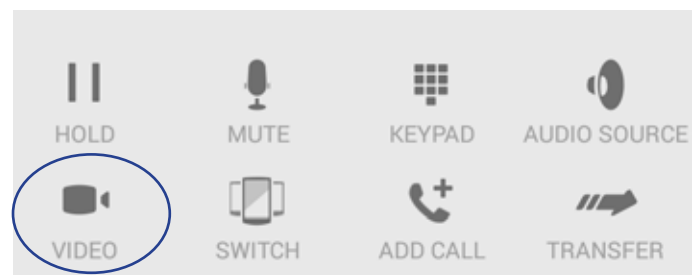 HOLD MUTE KEYPAD AUDIO SOURCE
VIDEO SWITCH ADD CALL TRANSFER